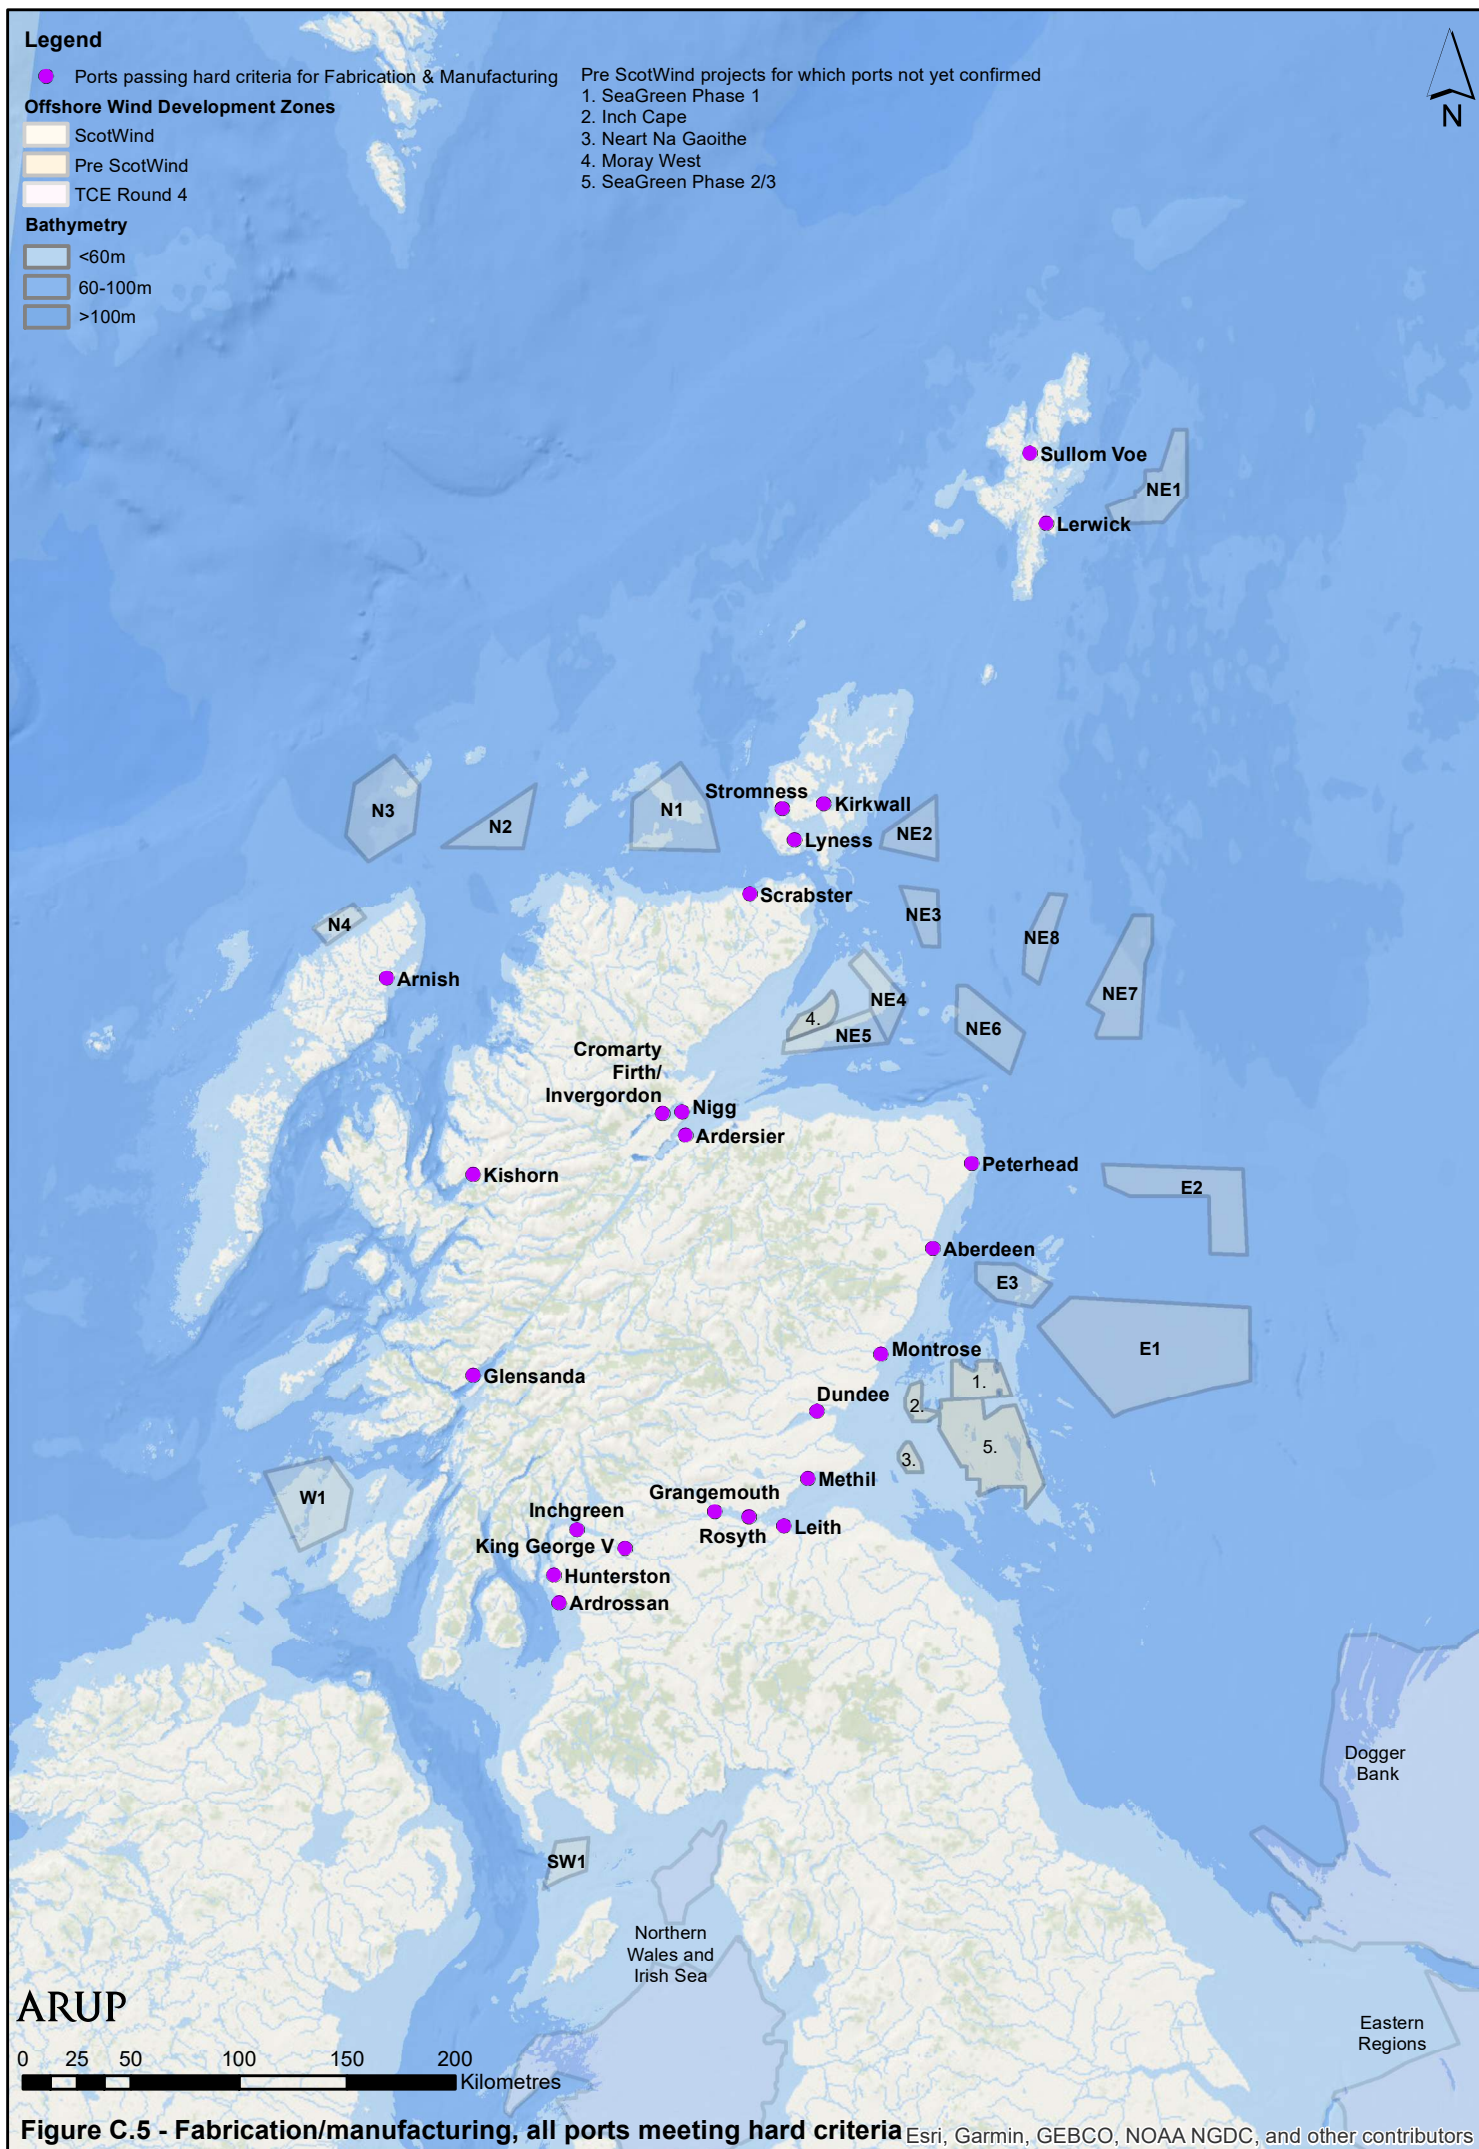 Legend
Ports passing hard criteria for Fabrication & Manufacturing
Offshore Wind Development Zones
ScotWind
Pre ScotWind
TCE Round 4
Bathymetry
<60m
60-100m
>100m
Pre ScotWind projects for which ports not yet confirmed
1. SeaGreen Phase 1
2. Inch Cape
3. Neart Na Gaoithe
4. Moray West
5. SeaGreen Phase 2/3
N
Sullom Voe
NE1
Lerwick
N3
N2
N1
Stromness
Kirkwall
NE2
Lyness
Scrabster
NE3
N4
NE8
Arnish
NE4
NE7
4.
NE5
NE6
Cromarty
Firth/
Invergordon
Nigg
Ardersier
Kishorn
Peterhead
E2
Aberdeen
E3
Montrose
E1
Glensanda
1.
Dundee
2.
5.
3.
W1
Methil
Grangemouth
Inchgreen
Rosyth
Leith
King George V
Hunterston
Ardrossan
Dogger
Bank
SW1
Northern
Wales and
Irish Sea
Eastern
Regions
ARUP
0 25 50 100 150 200
Kilometres
Figure C.5 - Fabrication/manufacturing, all ports meeting hard criteria
Esri, Garmin, GEBCO, NOAA NGDC, and other contributors